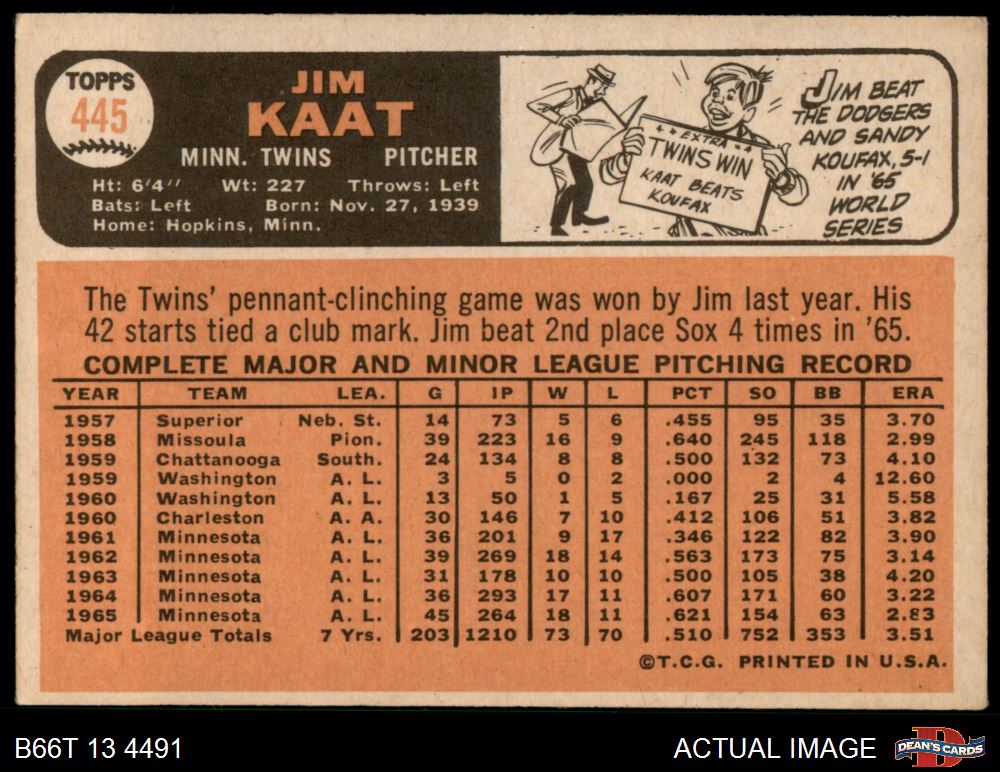 TOPPS
445
JIM
KAAT
MINN. TWINS PITCHER
Ht: 6'4" Wt: 227 Throws: Left
Bats: Left Born: Nov. 27, 1939
Home: Hopkins, Minn.
★★ EXTRA ★★
TWINS WIN
KAAT BEATS
KOUFAX
JIM BEAT
THE DODGERS
AND SANDY
KOUFAX, 5-1
IN '65
WORLD
SERIES
The Twins' pennant-clinching game was won by Jim last year. His
42 starts tied a club mark. Jim beat 2nd place Sox 4 times in '65.
COMPLETE MAJOR AND MINOR LEAGUE PITCHING RECORD
YEAR TEAM LEA. G IP W L PCT SO BB ERA
1957 Superior Neb. St. 14 73 5 6 .455 95 35 3.70
1958 Missoula Pion. 39 223 16 9 .640 245 118 2.99
1959 Chattanooga South. 24 134 8 8 .500 132 73 4.10
1959 Washington A. L. 3 5 0 2 .000 2 4 12.60
1960 Washington A. L. 13 50 1 5 .167 25 31 5.58
1960 Charleston A. A. 30 146 7 10 .412 106 51 3.82
1961 Minnesota A. L. 36 201 9 17 .346 122 82 3.90
1962 Minnesota A. L. 39 269 18 14 .563 173 75 3.14
1963 Minnesota A. L. 31 178 10 10 .500 105 38 4.20
1964 Minnesota A. L. 36 293 17 11 .607 171 60 3.22
1965 Minnesota A. L. 45 264 18 11 .621 154 63 2.83
Major League Totals 7 Yrs. 203 1210 73 70 .510 752 353 3.51
©T.C.G. PRINTED IN U.S.A.
B66T 13 4491
ACTUAL IMAGE
DEAN'S CARDS